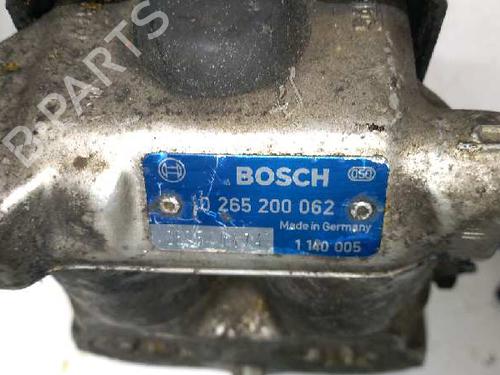 B-PARTS
BOSCH
0 265 200 062
Made in Germany
1 140 005